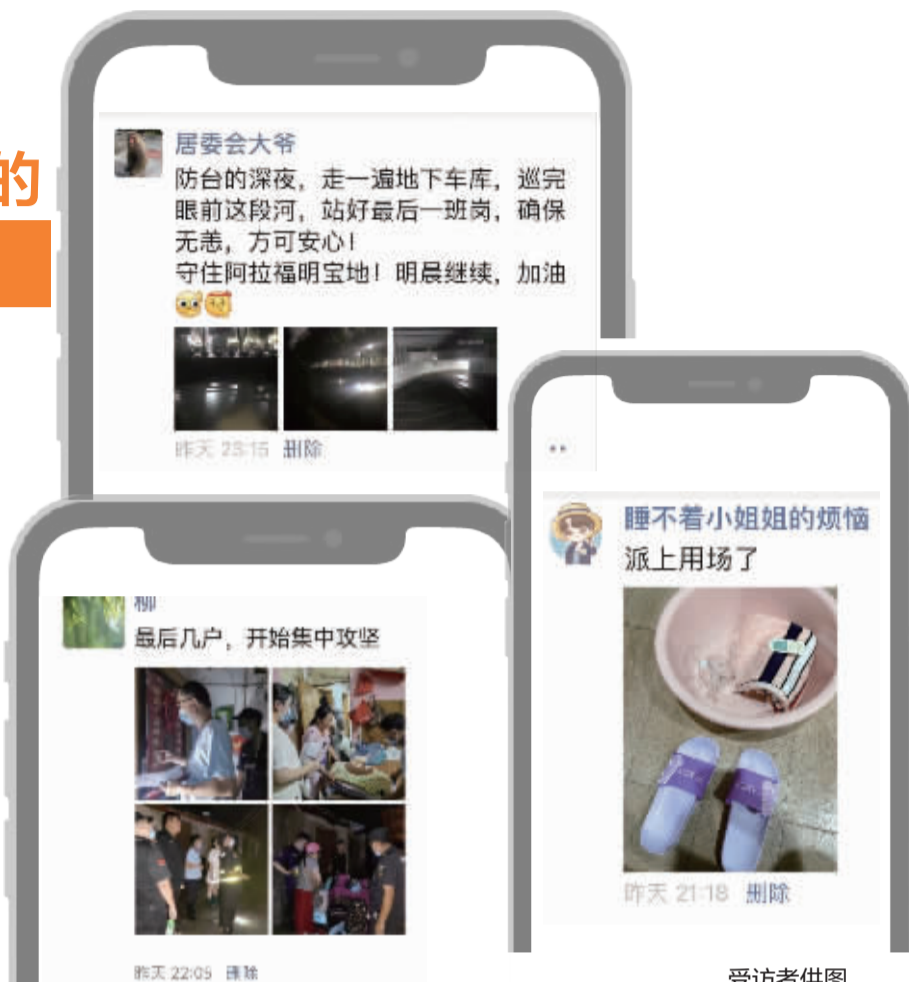 的
居委会大爷
防台的深夜，走一遍地下车库，巡完
眼前这段河，站好最后一班岗，确保
无恙，方可安心！
守住阿拉福明宝地！明晨继续，加油
昨天 23:15 删除
柳
最后几户，开始集中攻坚
昨天 22:05 删除
睡不着小姐姐的烦恼
派上用场了
昨天 21:18 删除
受访者供图